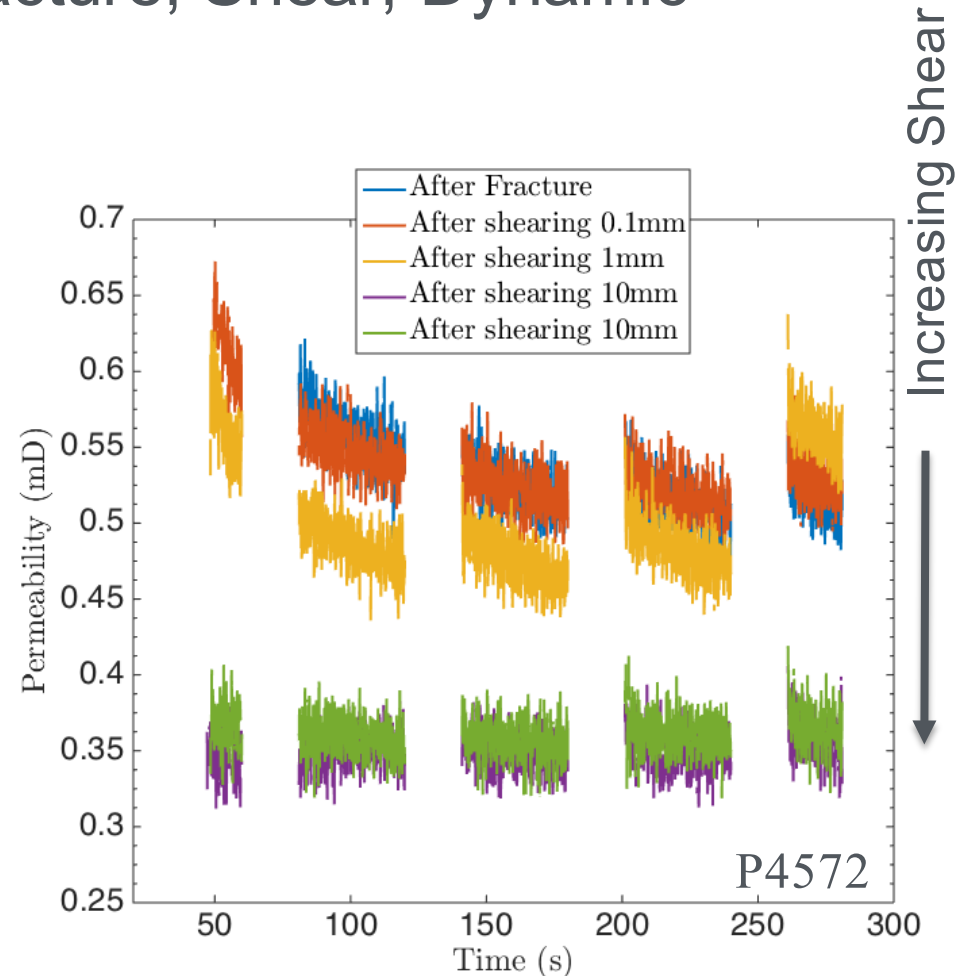 Shear, Dynamic
Increasing Shear
After Fracture
After shearing 0.1mm
After shearing 1mm
After shearing 10mm
After shearing 10mm
0.7
0.65
0.6
0.55
0.5
0.45
0.4
0.35
0.3
0.25
Permeability (mD)
P4572
50 100 150 200 250 300
Time (s)